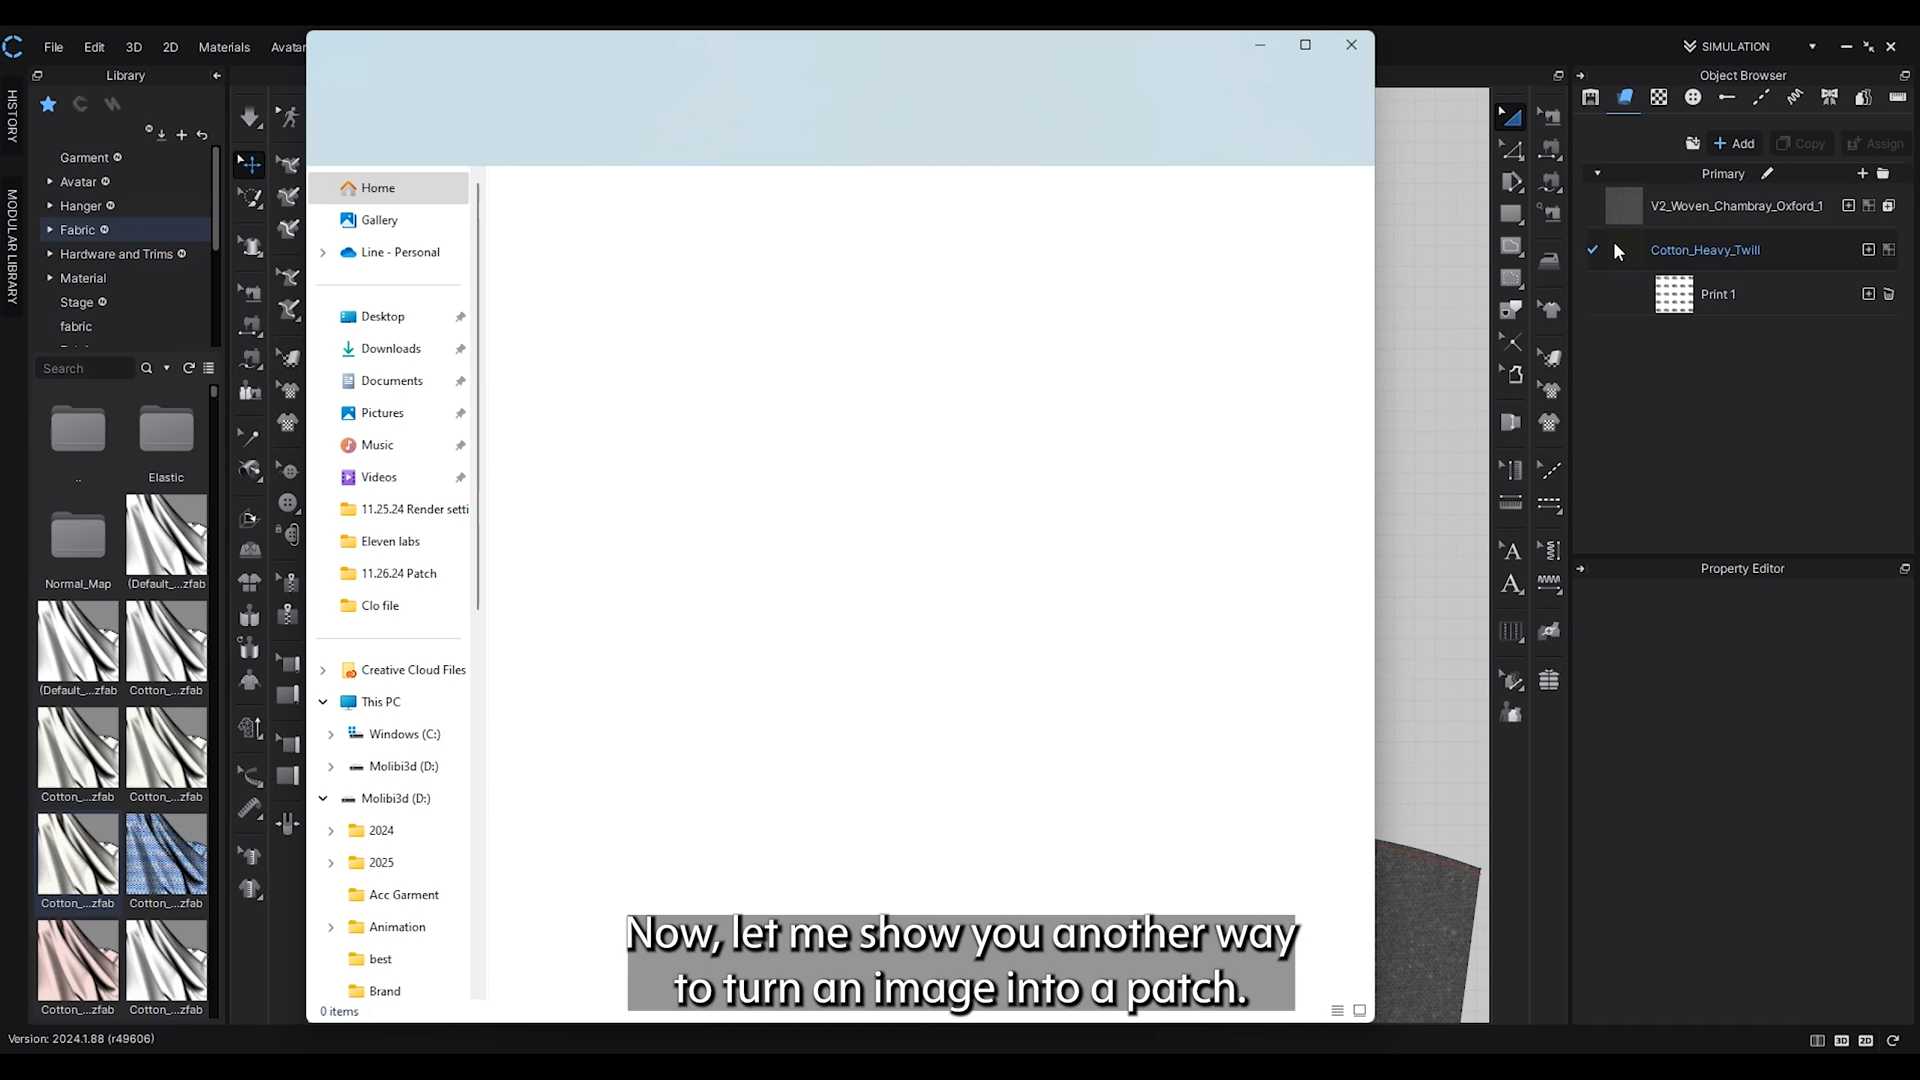 File Edit 3D 2D Materials Avatar
SIMULATION
Library
Object Browser
HISTORY
MODULAR LIBRARY
Garment
Avatar
Hanger
Fabric
Hardware and Trims
Material
Stage
fabric
Search
..
Elastic
Normal_Map
(Default_...zfab
(Default_...zfab
Cotton_...zfab
Cotton_...zfab
Cotton_...zfab
Cotton_...zfab
Cotton_...zfab
Cotton_...zfab
Cotton_...zfab
Home
Gallery
Line - Personal
Desktop
Downloads
Documents
Pictures
Music
Videos
11.25.24 Render setti
Eleven labs
11.26.24 Patch
Clo file
Creative Cloud Files
This PC
Windows (C:)
Molibi3d (D:)
Molibi3d (D:)
2024
2025
Acc Garment
Animation
best
Brand
0 items
Now, let me show you another way
to turn an image into a patch.
Add
Copy
Assign
Primary
V2_Woven_Chambray_Oxford_1
Cotton_Heavy_Twill
Print 1
Property Editor
A
A
Version: 2024.1.88 (r49606)
3D 2D